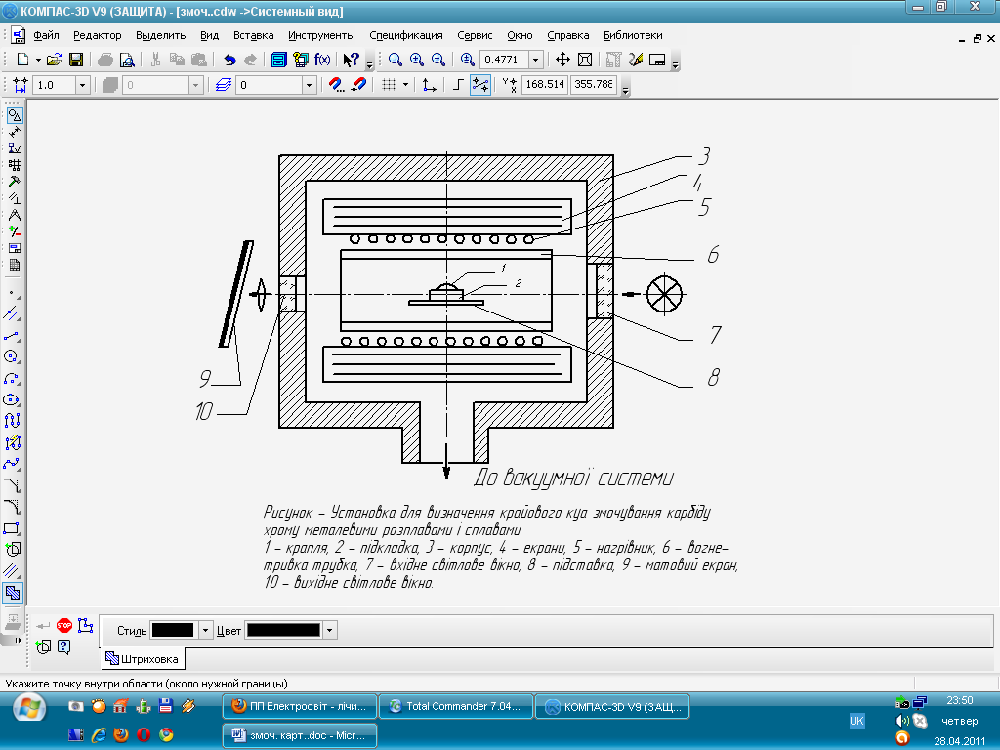 КОМПАС-3D V9 (ЗАЩИТА) - [змоч..cdw ->Системный вид]
Файл Редактор Выделить Вид Вставка Инструменты Спецификация Сервис Окно Справка Библиотеки
f(x) 0.4771
1.0 0 0 168.514 355.786
3
4
5
6
1
2
7
8
9
10
До вакуумної системи
Рисунок – Установка для визначення крайового куа змочування карбіду
хрому металевими розплавами і сплавами
1 – крапля, 2 – підкладка, 3 – корпус, 4 – екрани, 5 – нагрівник, 6 – вогне-
тривка трубка, 7 – вхідне світлове вікно, 8 – підставка, 9 – матовий екран,
10 – вихідне світлове вікно.
STOP
Стиль Цвет
Штриховка
Укажите точку внутри области (около нужной границы)
ПП Електросвіт - лічи... Total Commander 7.04... КОМПАС-3D V9 (ЗАЩ...
змоч. карт..doc - Micr...
UK
23:50
четвер
28.04.2011